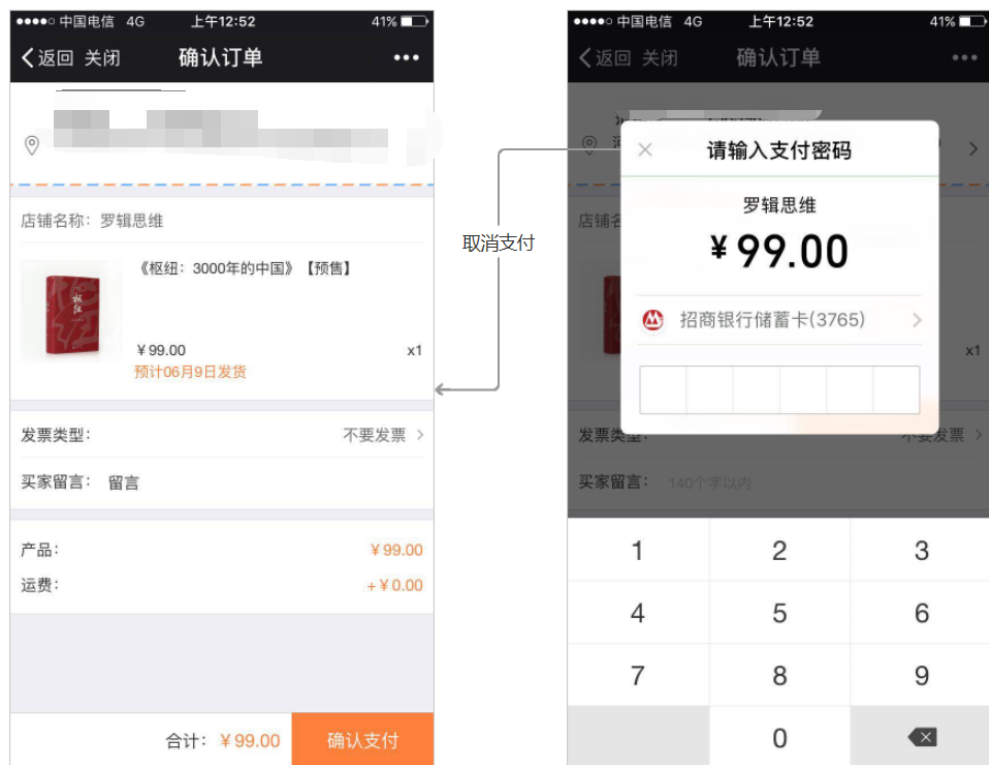 中国电信 4G 上午12:52 41%
返回 关闭 确认订单
店铺名称：罗辑思维
《枢纽：3000年的中国》【预售】
枢纽
￥99.00 x1
预计06月9日发货
发票类型： 不要发票
买家留言： 留言
产品： ￥99.00
运费： +￥0.00
合计：￥99.00 确认支付
取消支付
中国电信 4G 上午12:52 41%
返回 关闭 确认订单
请输入支付密码
罗辑思维
￥99.00
招商银行储蓄卡(3765)
店铺名
x1
发票类型： 不要发票
买家留言： 140个字以内
1 2 3
4 5 6
7 8 9
0